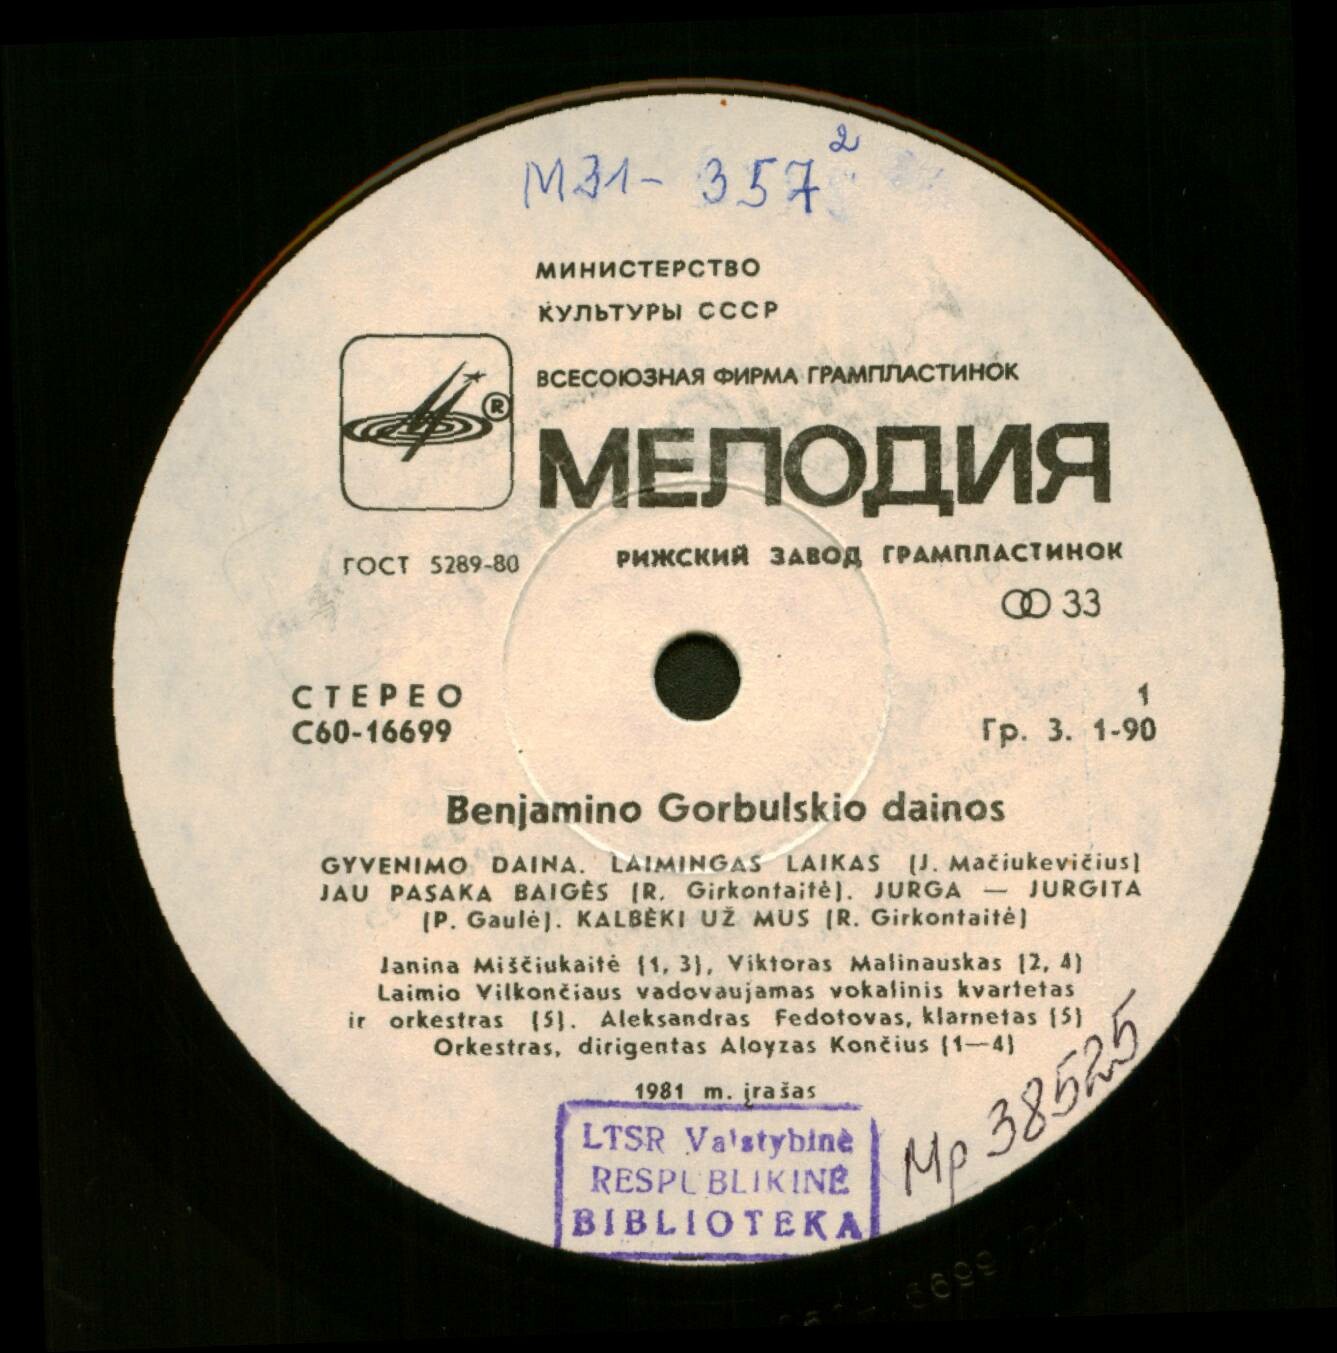 МЗ1- 357²
МИНИСТЕРСТВО
КУЛЬТУРЫ СССР
ВСЕСОЮЗНАЯ ФИРМА ГРАМПЛАСТИНОК
®
МЕЛОДИЯ
ГОСТ 5289-80
РИЖСКИЙ ЗАВОД ГРАМПЛАСТИНОК
33
СТЕРЕО
С60-16699
1
Гр. 3. 1-90
Benjamino Gorbulskio dainos
GYVENIMO DAINA. LAIMINGAS LAIKAS (J. Mačiukevičius)
JAU PASAKA BAIGĖS (R. Girkontaitė). JURGA — JURGITA
(P. Gaulė). KALBĖKI UŽ MUS (R. Girkontaitė)
Janina Miščiukaitė (1, 3), Viktoras Malinauskas (2, 4)
Laimio Vilkončiaus vadovaujamas vokalinis kvartetas
ir orkestras (5). Aleksandras Fedotovas, klarnetas (5)
Orkestras, dirigentas Aloyzas Končius (1—4)
1981 m. įrašas
LTSR Valstybinė
RESPUBLIKINĖ
BIBLIOTEKA
Mp 38525